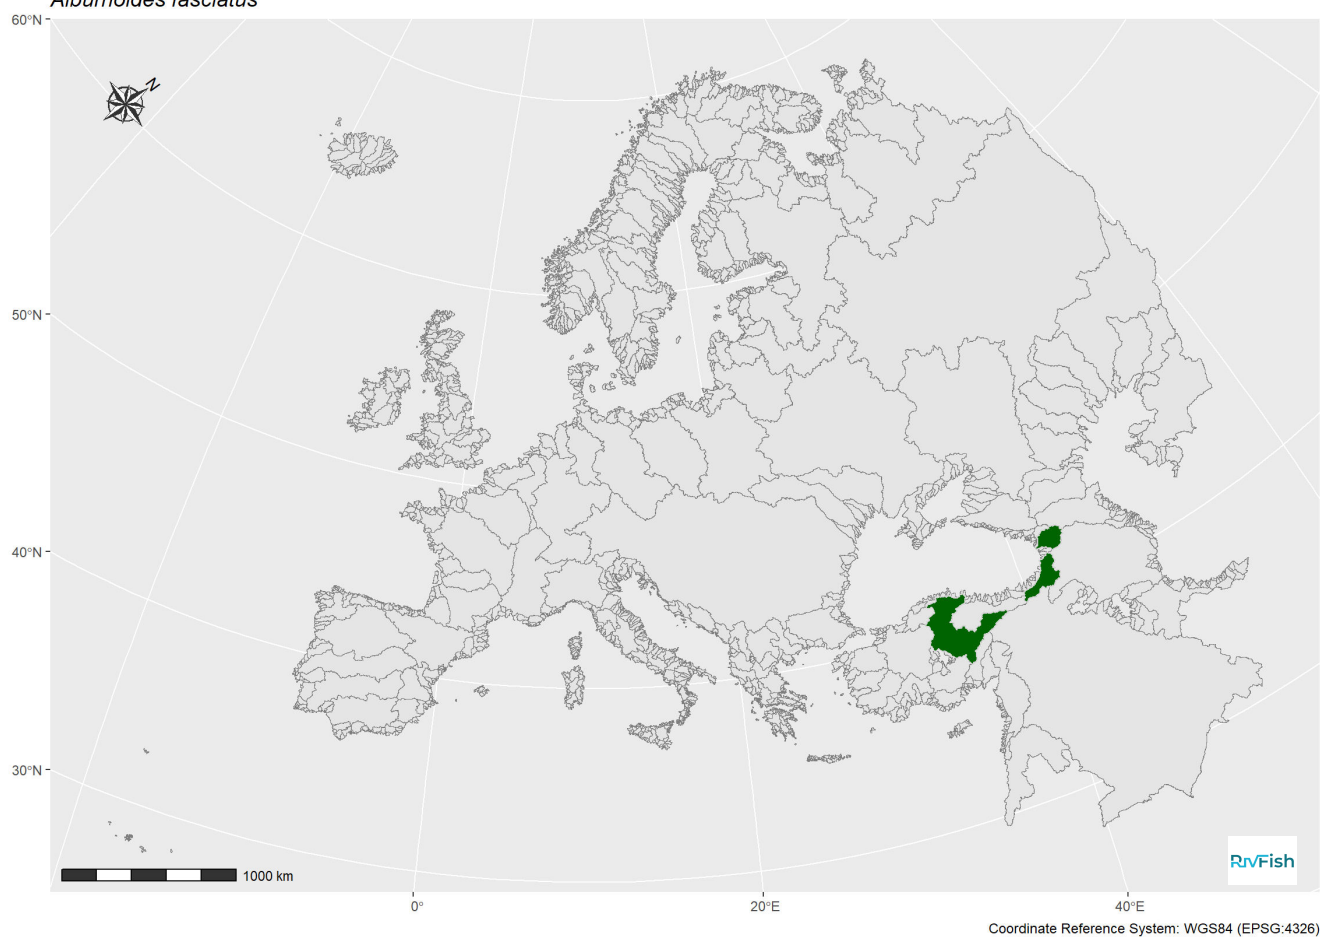 Alburnoides fasciatus
60°N
50°N
40°N
30°N
N
1000 km
RIVFish
0°
20°E
40°E
Coordinate Reference System: WGS84 (EPSG:4326)